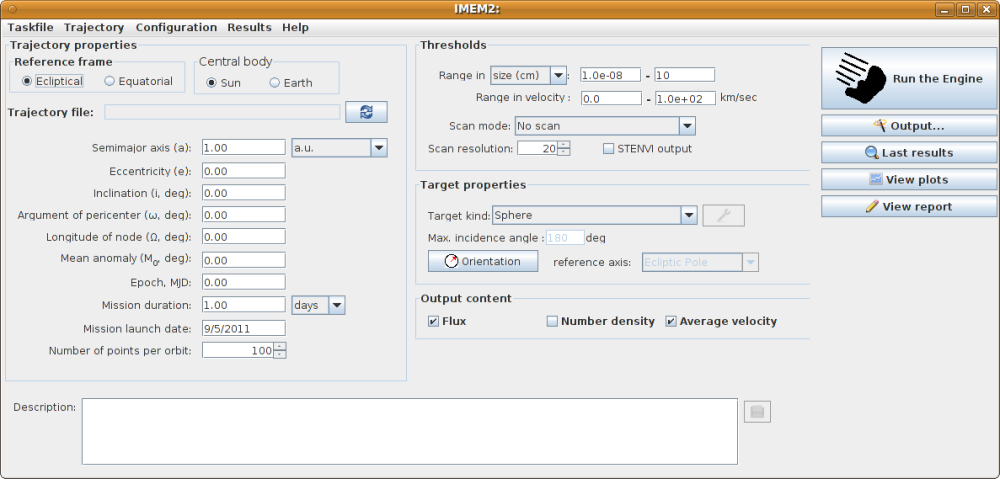 IMEM2:
Taskfile Trajectory Configuration Results Help
Trajectory properties
Reference frame
Ecliptical Equatorial
Central body
Sun Earth
Trajectory file:
Semimajor axis (a): 1.00 a.u.
Eccentricity (e): 0.00
Inclination (i, deg): 0.00
Argument of pericenter (ω, deg): 0.00
Longitude of node (Ω, deg): 0.00
Mean anomaly (M0, deg): 0.00
Epoch, MJD: 0.00
Mission duration: 1.00 days
Mission launch date: 9/5/2011
Number of points per orbit: 100
Thresholds
Range in size (cm) : 1.0e-08 - 10
Range in velocity : 0.0 - 1.0e+02 km/sec
Scan mode: No scan
Scan resolution: 20 STENVI output
Target properties
Target kind: Sphere
Max. incidence angle : 180 deg
Orientation reference axis: Ecliptic Pole
Output content
Flux Number density Average velocity
Run the Engine
Output...
Last results
View plots
View report
Description: